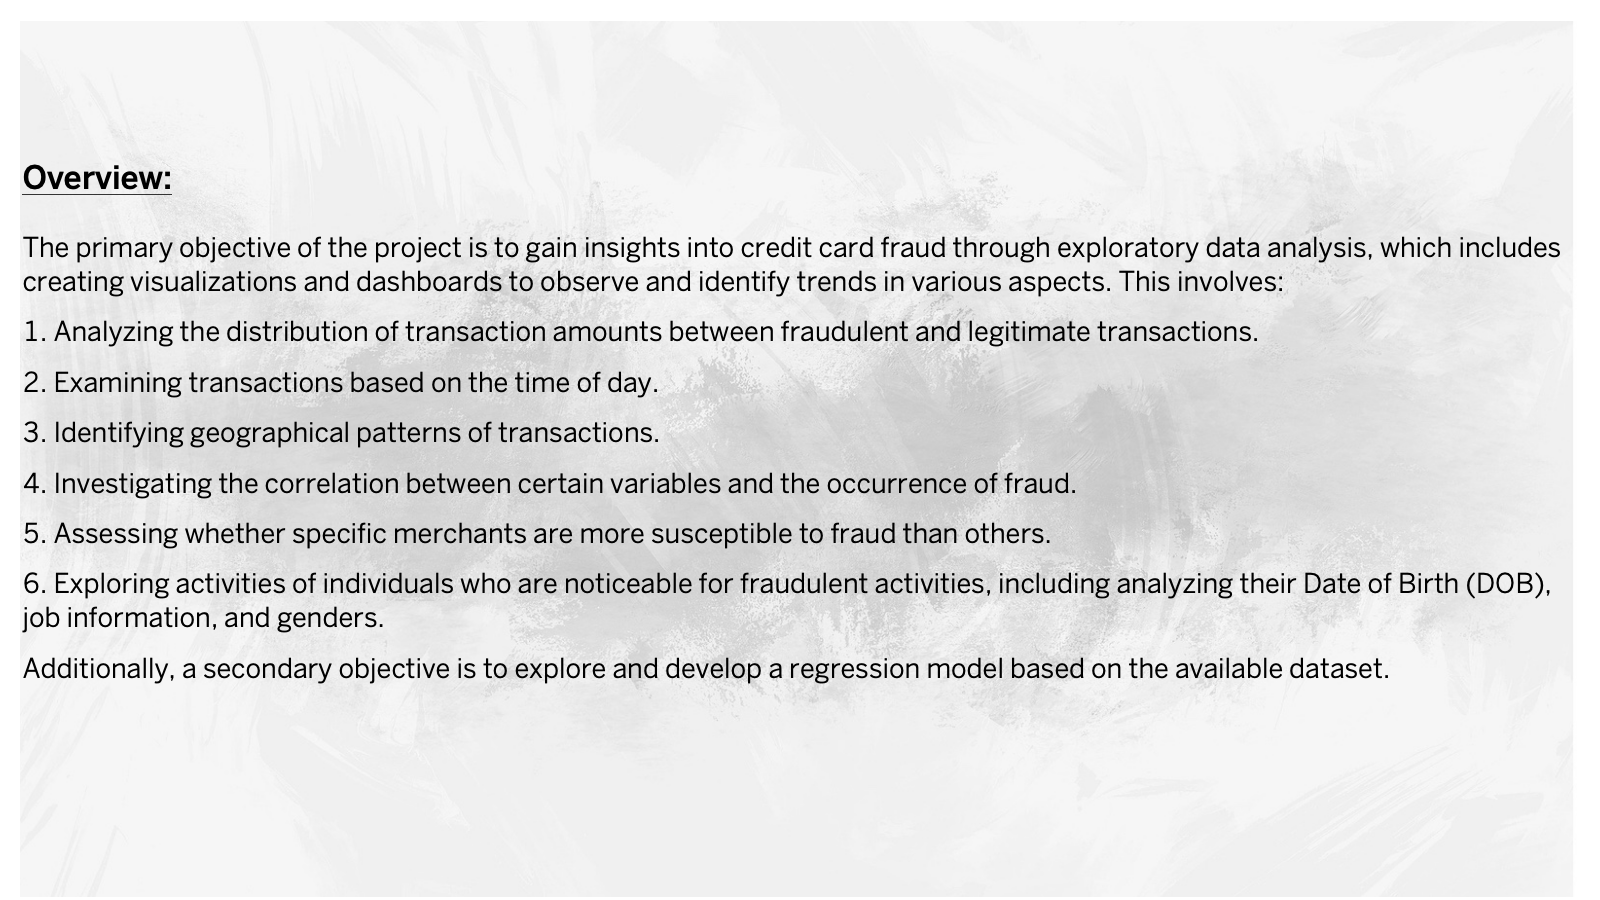 Overview:
The primary objective of the project is to gain insights into credit card fraud through exploratory data analysis, which includes
creating visualizations and dashboards to observe and identify trends in various aspects. This involves:
1. Analyzing the distribution of transaction amounts between fraudulent and legitimate transactions.
2. Examining transactions based on the time of day.
3. Identifying geographical patterns of transactions.
4. Investigating the correlation between certain variables and the occurrence of fraud.
5. Assessing whether specific merchants are more susceptible to fraud than others.
6. Exploring activities of individuals who are noticeable for fraudulent activities, including analyzing their Date of Birth (DOB),
job information, and genders.
Additionally, a secondary objective is to explore and develop a regression model based on the available dataset.